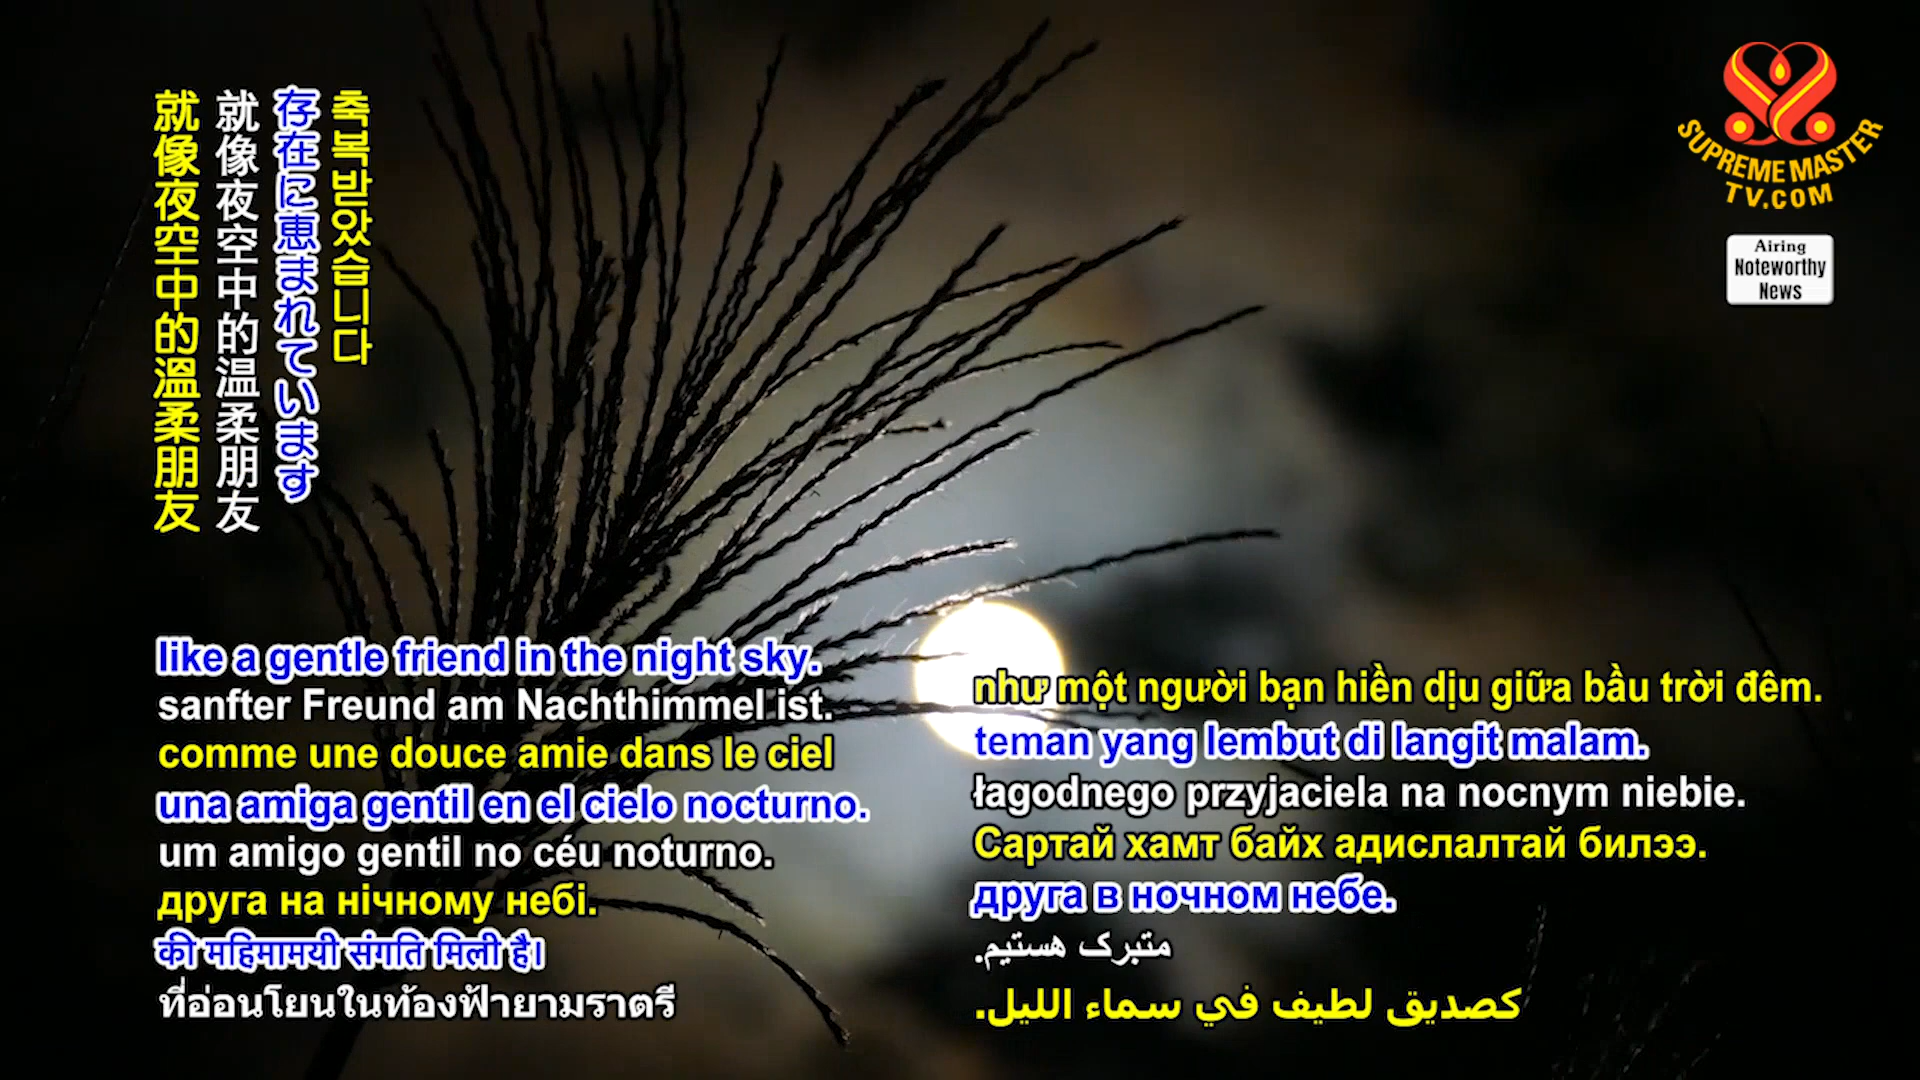 就像夜空中的溫柔朋友
就像夜空中的温柔朋友
存在に恵まれています
축복받았습니다
SUPREME MASTER
TV.COM
Airing
Noteworthy
News
like a gentle friend in the night sky.
sanfter Freund am Nachthimmel ist.
comme une douce amie dans le ciel
una amiga gentil en el cielo nocturno.
um amigo gentil no céu noturno.
друга на нічному небі.
की महिमामयी संगति मिली है।
ที่อ่อนโยนในท้องฟ้ายามราตรี
như một người bạn hiền dịu giữa bầu trời đêm.
teman yang lembut di langit malam.
łagodnego przyjaciela na nocnym niebie.
Сартай хамт байх адислалтай билээ.
друга в ночном небе.
متبرک هستیم.
كصديق لطيف في سماء الليل.